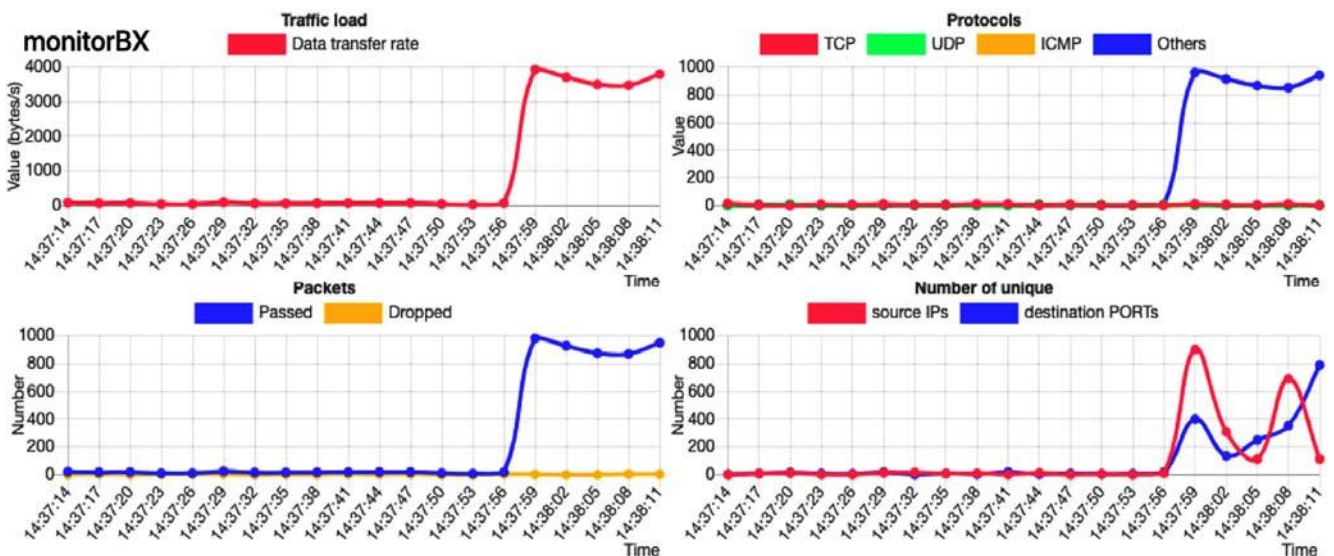 monitorBX
Traffic load
Data transfer rate
Value (bytes/s)
4000
3000
2000
1000
0
14:37:14 14:37:17 14:37:20 14:37:23 14:37:26 14:37:29 14:37:32 14:37:35 14:37:38 14:37:41 14:37:44 14:37:47 14:37:50 14:37:53 14:37:56 14:37:59 14:38:02 14:38:05 14:38:08 14:38:11
Time
Protocols
TCP UDP ICMP Others
Value
1000
800
600
400
200
0
14:37:14 14:37:17 14:37:20 14:37:23 14:37:26 14:37:29 14:37:32 14:37:35 14:37:38 14:37:41 14:37:44 14:37:47 14:37:50 14:37:53 14:37:56 14:37:59 14:38:02 14:38:05 14:38:08 14:38:11
Time
Packets
Passed Dropped
Number
1000
800
600
400
200
0
14:37:14 14:37:17 14:37:20 14:37:23 14:37:26 14:37:29 14:37:32 14:37:35 14:37:38 14:37:41 14:37:44 14:37:47 14:37:50 14:37:53 14:37:56 14:37:59 14:38:02 14:38:05 14:38:08 14:38:11
Time
Number of unique
source IPs destination PORTs
Number
1000
800
600
400
200
0
14:37:14 14:37:17 14:37:20 14:37:23 14:37:26 14:37:29 14:37:32 14:37:35 14:37:38 14:37:41 14:37:44 14:37:47 14:37:50 14:37:53 14:37:56 14:37:59 14:38:02 14:38:05 14:38:08 14:38:11
Time